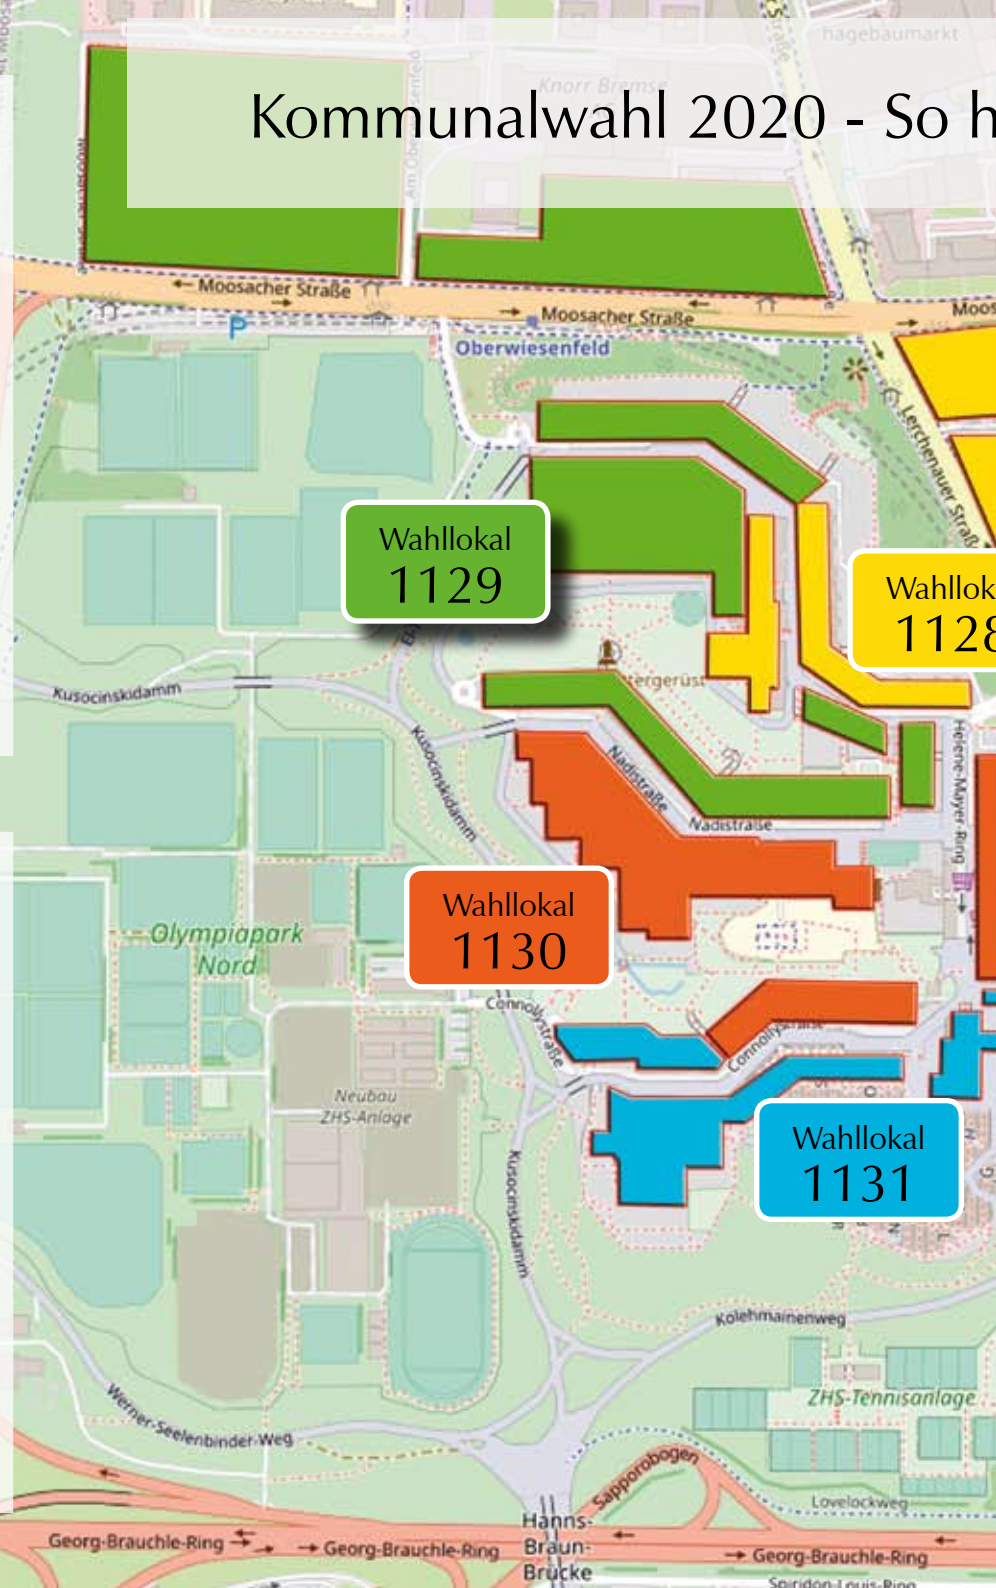 hagebaumarkt
Knorr Bremse
Kommunalwahl 2020 - So h
Moosacher Straße
Moosacher Straße
Moos
P
Oberwiesenfeld
Lerchenauer Straß
Wahllokal
1129
Wahllok
1128
Kusocinskidamm
tergerüst
Kusocinskidamm
Nadistraße
Nadistraße
Helene-Mayer-Ring
Wahllokal
1130
Olympiapark
Nord
Connollystraße
Connollystraße
Neubau
ZHS-Anlage
Wahllokal
1131
Kusocinskidamm
Kolehmainenweg
ZHS-Tennisanlage
Werner-Seelenbinder-Weg
Sapporobogen
Lovelockweg
Hanns-
Braun-
Brücke
Georg-Brauchle-Ring
Georg-Brauchle-Ring
Georg-Brauchle-Ring
Spiridon-Louis-Ring